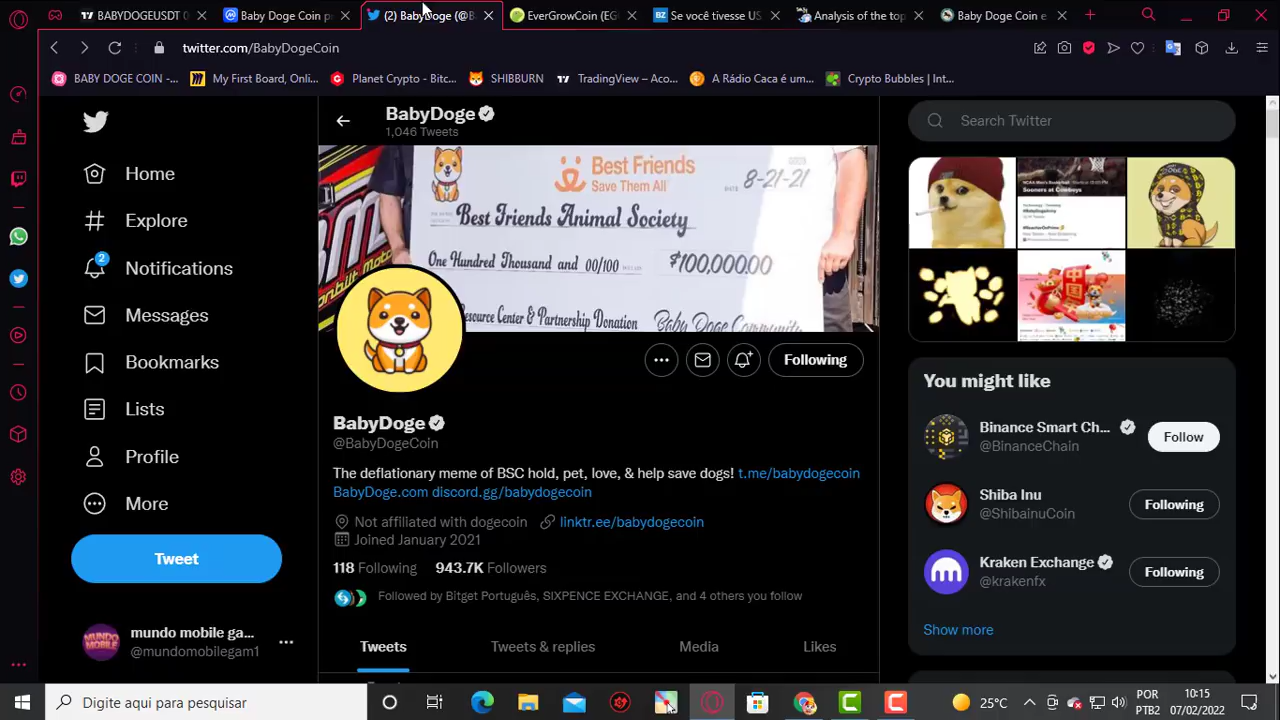 BABYDOGEUSDT 0
Baby Doge Coin p
(2) BabyDoge (@B
EverGrowCoin (EG
Se você tivesse US
Analysis of the top
Baby Doge Coin e
twitter.com/BabyDogeCoin
BABY DOGE COIN -...
My First Board, Onli...
Planet Crypto - Bitc...
SHIBBURN
TradingView – Aco...
A Rádio Caca é um...
Crypto Bubbles | Int...
Home
Explore
2
Notifications
Messages
Bookmarks
Lists
Profile
More
Tweet
mundo mobile ga...
@mundomobilegam1
BabyDoge
1,046 Tweets
Best Friends
Save Them All
DATE 8-21-21
Best Friends Animal Society
One Hundred Thousand and 00/100
$100,000.00
Resource Center & Partnership Donation
Baby Doge Community
Following
BabyDoge
@BabyDogeCoin
The deflationary meme of BSC hold, pet, love, & help save dogs! t.me/babydogecoin
BabyDoge.com discord.gg/babydogecoin
Not affiliated with dogecoin linktr.ee/babydogecoin
Joined January 2021
118 Following 943.7K Followers
Followed by Bitget Português, SIXPENCE EXCHANGE, and 4 others you follow
Tweets
Tweets & replies
Media
Likes
Search Twitter
Sooners at Cowboys
You might like
Binance Smart Ch...
@BinanceChain
Follow
Shiba Inu
@ShibainuCoin
Following
Kraken Exchange
@krakenfx
Following
Show more
Digite aqui para pesquisar
25°C
POR
PTB2
10:15
07/02/2022